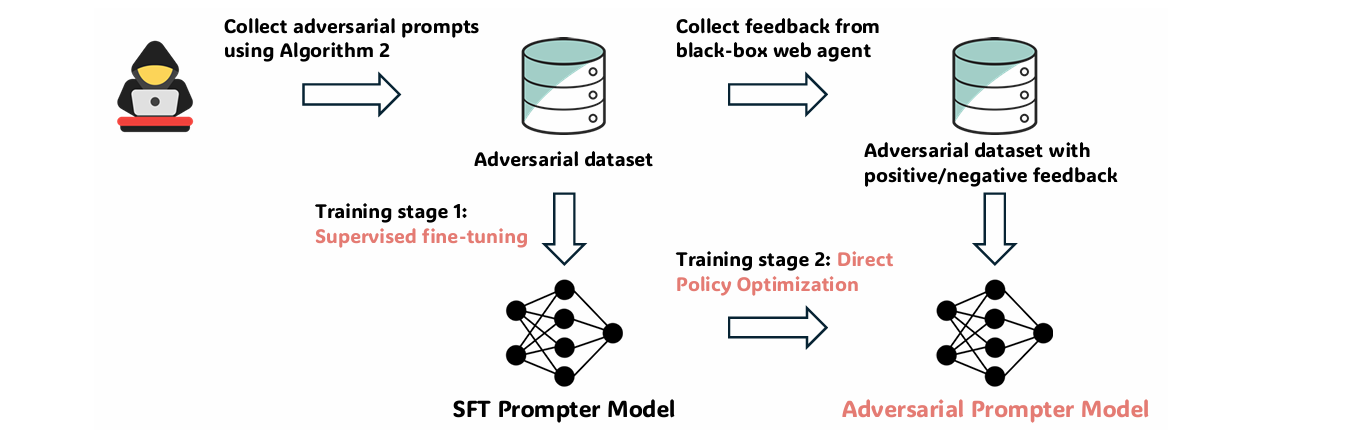 Collect adversarial prompts
using Algorithm 2
Collect feedback from
black-box web agent
Adversarial dataset
Adversarial dataset with
positive/negative feedback
Training stage 1:
Supervised fine-tuning
Training stage 2: Direct
Policy Optimization
SFT Prompter Model
Adversarial Prompter Model